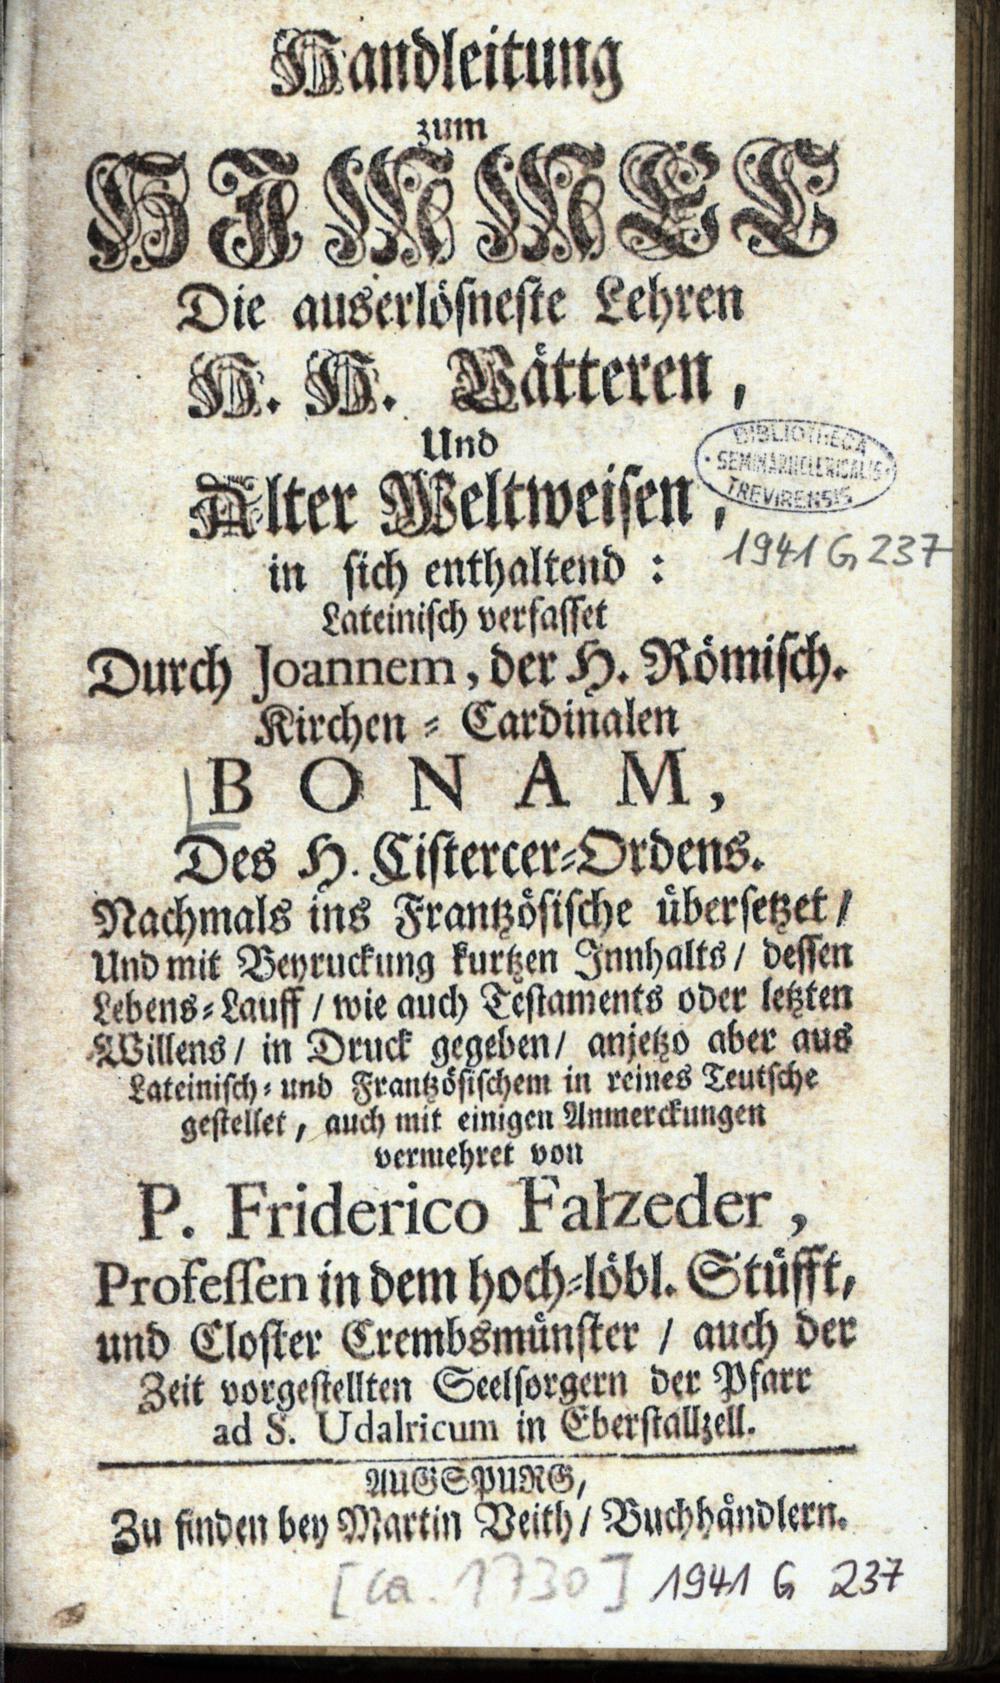 Handleitung
zum
HIMMEL
Die auserlösneste Lehren
H. H. Vätteren,
Und
Alter Weltweisen,
in sich enthaltend:
Lateinisch verfasset
Durch Joannem, der H. Römisch.
Kirchen-Cardinalen
BONAM,
Des H. Cistercer-Ordens.
Nachmals ins Frantzösische übersetzet/
Und mit Beyruckung kurtzen Innhalts/ dessen
Lebens-Lauff/ wie auch Testaments oder letzten
Willens/ in Druck gegeben/ anjetzo aber aus
Lateinisch- und Frantzösischem in reines Teutsche
gestellet, auch mit einigen Anmerckungen
vermehret von
P. Friderico Falzeder,
Professen in dem hoch-löbl. Stüfft,
und Closter Crembsmünster / auch der
Zeit vorgestellten Seelsorgern der Pfarr
ad S. Udalricum in Eberstallzell.
AUGSPURG,
Zu finden bey Martin Veith/ Buchhändlern.
BIBLIOTHECA
SEMINARII CLERICALIS
TREVIRENSIS
1941 G 237
[ca. 1730] 1941 G 237